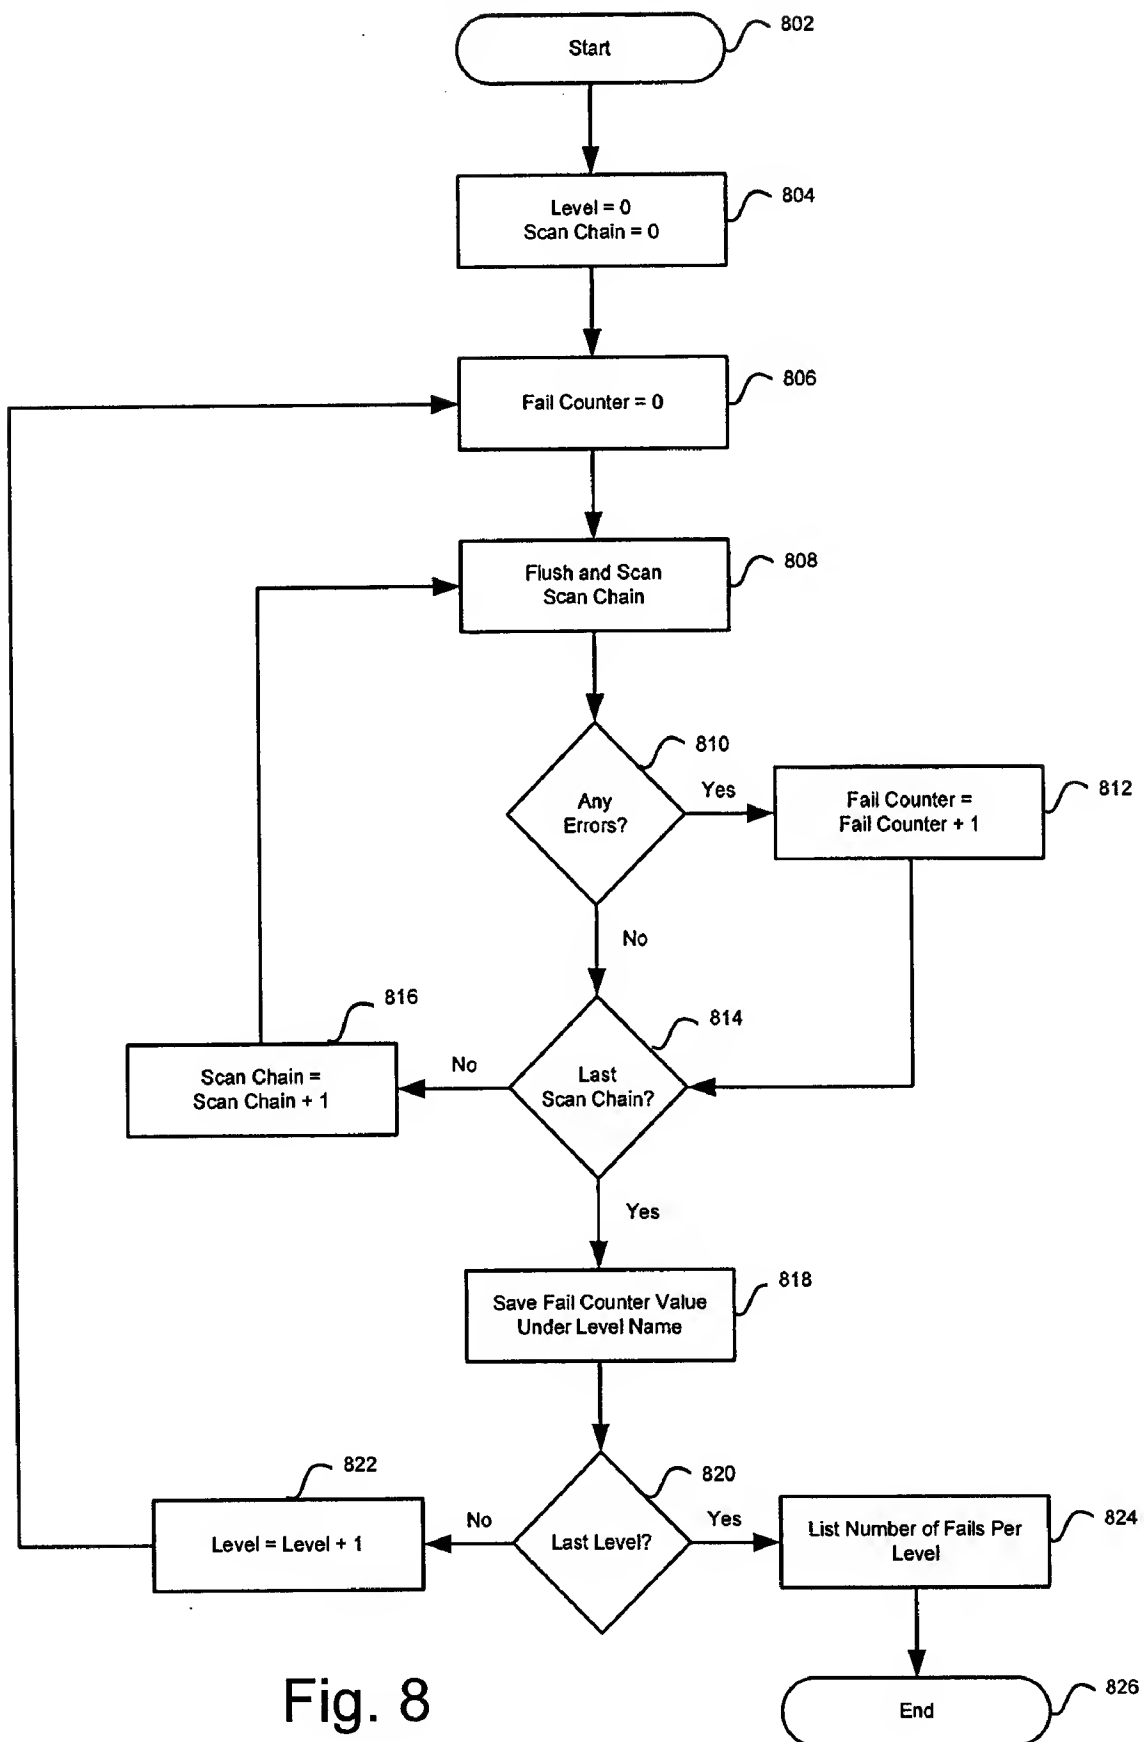 Start
802
Level = 0
Scan Chain = 0
804
Fail Counter = 0
806
Flush and Scan
Scan Chain
808
Any
Errors?
810
Yes
Fail Counter =
Fail Counter + 1
812
No
Last
Scan Chain?
814
No
Scan Chain =
Scan Chain + 1
816
Yes
Save Fail Counter Value
Under Level Name
818
Last Level?
820
No
Level = Level + 1
822
Yes
List Number of Fails Per
Level
824
End
826
Fig. 8